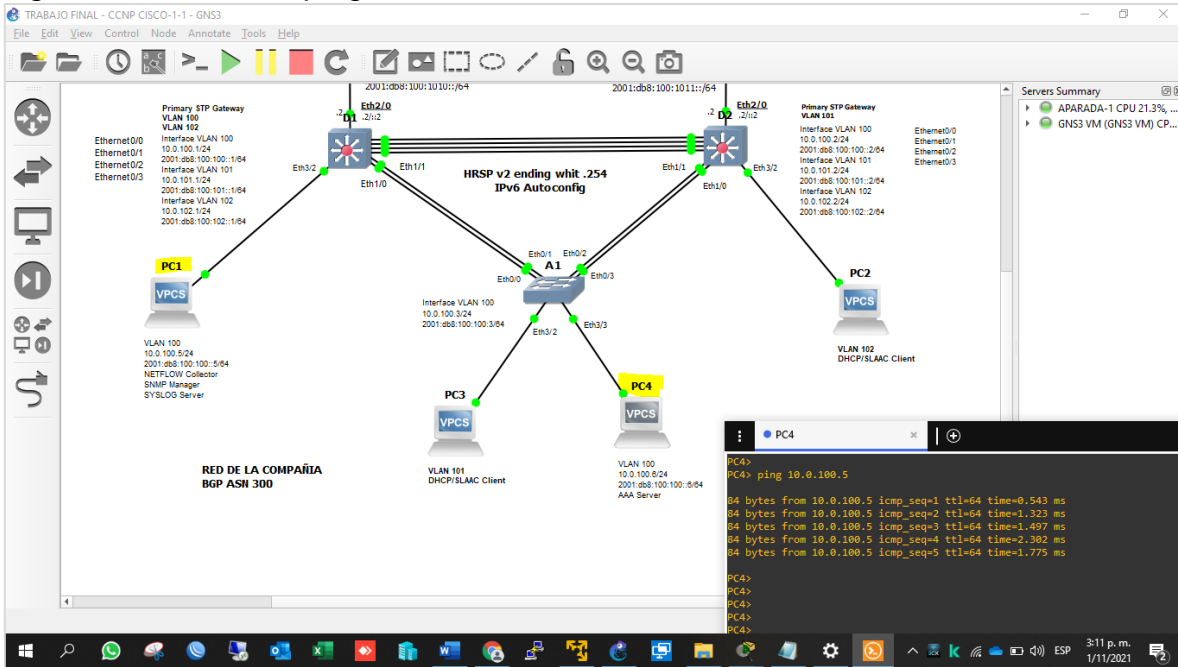 TRABAJO FINAL - CCNP CISCO-1-1 - GNS3
File Edit View Control Node Annotate Tools Help
2001:db8:100:1010::/64
2001:db8:100:1011::/64
Primary STP Gateway
VLAN 100
VLAN 102
Interface VLAN 100
10.0.100.1/24
2001:db8:100:100::1/64
Interface VLAN 101
10.0.101.1/24
2001:db8:100:101::1/64
Interface VLAN 102
10.0.102.1/24
2001:db8:100:102::1/64
Ethernet0/0
Ethernet0/1
Ethernet0/2
Ethernet0/3
Eth2/0
.2/::2
.2
D1
Eth3/2
Eth1/1
Eth1/0
HRSP v2 ending whit .254
IPv6 Autoconfig
Eth2/0
.2/::2
.2
D2
Eth1/1
Eth3/2
Eth1/0
Primary STP Gateway
VLAN 101
Interface VLAN 100
10.0.100.2/24
2001:db8:100:100::2/64
Interface VLAN 101
10.0.101.2/24
2001:db8:100:101::2/64
Interface VLAN 102
10.0.102.2/24
2001:db8:100:102::2/64
Ethernet0/0
Ethernet0/1
Ethernet0/2
Ethernet0/3
Servers Summary
APARADA-1 CPU 21.3%, ...
GNS3 VM (GNS3 VM) CP...
PC1
VPCS
VLAN 100
10.0.100.5/24
2001:db8:100:100::5/64
NETFLOW Collector
SNMP Manager
SYSLOG Server
Eth0/1
Eth0/2
A1
Eth0/0
Eth0/3
Interface VLAN 100
10.0.100.3/24
2001:db8:100:100:3/64
Eth3/2
Eth3/3
PC2
VPCS
VLAN 102
DHCP/SLAAC Client
PC3
VPCS
VLAN 101
DHCP/SLAAC Client
PC4
VPCS
VLAN 100
10.0.100.6/24
2001:db8:100:100::6/64
AAA Server
RED DE LA COMPAÑIA
BGP ASN 300
PC4
PC4>
PC4> ping 10.0.100.5
84 bytes from 10.0.100.5 icmp_seq=1 ttl=64 time=0.543 ms
84 bytes from 10.0.100.5 icmp_seq=2 ttl=64 time=1.323 ms
84 bytes from 10.0.100.5 icmp_seq=3 ttl=64 time=1.497 ms
84 bytes from 10.0.100.5 icmp_seq=4 ttl=64 time=2.302 ms
84 bytes from 10.0.100.5 icmp_seq=5 ttl=64 time=1.775 ms
PC4>
PC4>
PC4>
PC4>
PC4>
ESP
3:11 p. m.
1/11/2021